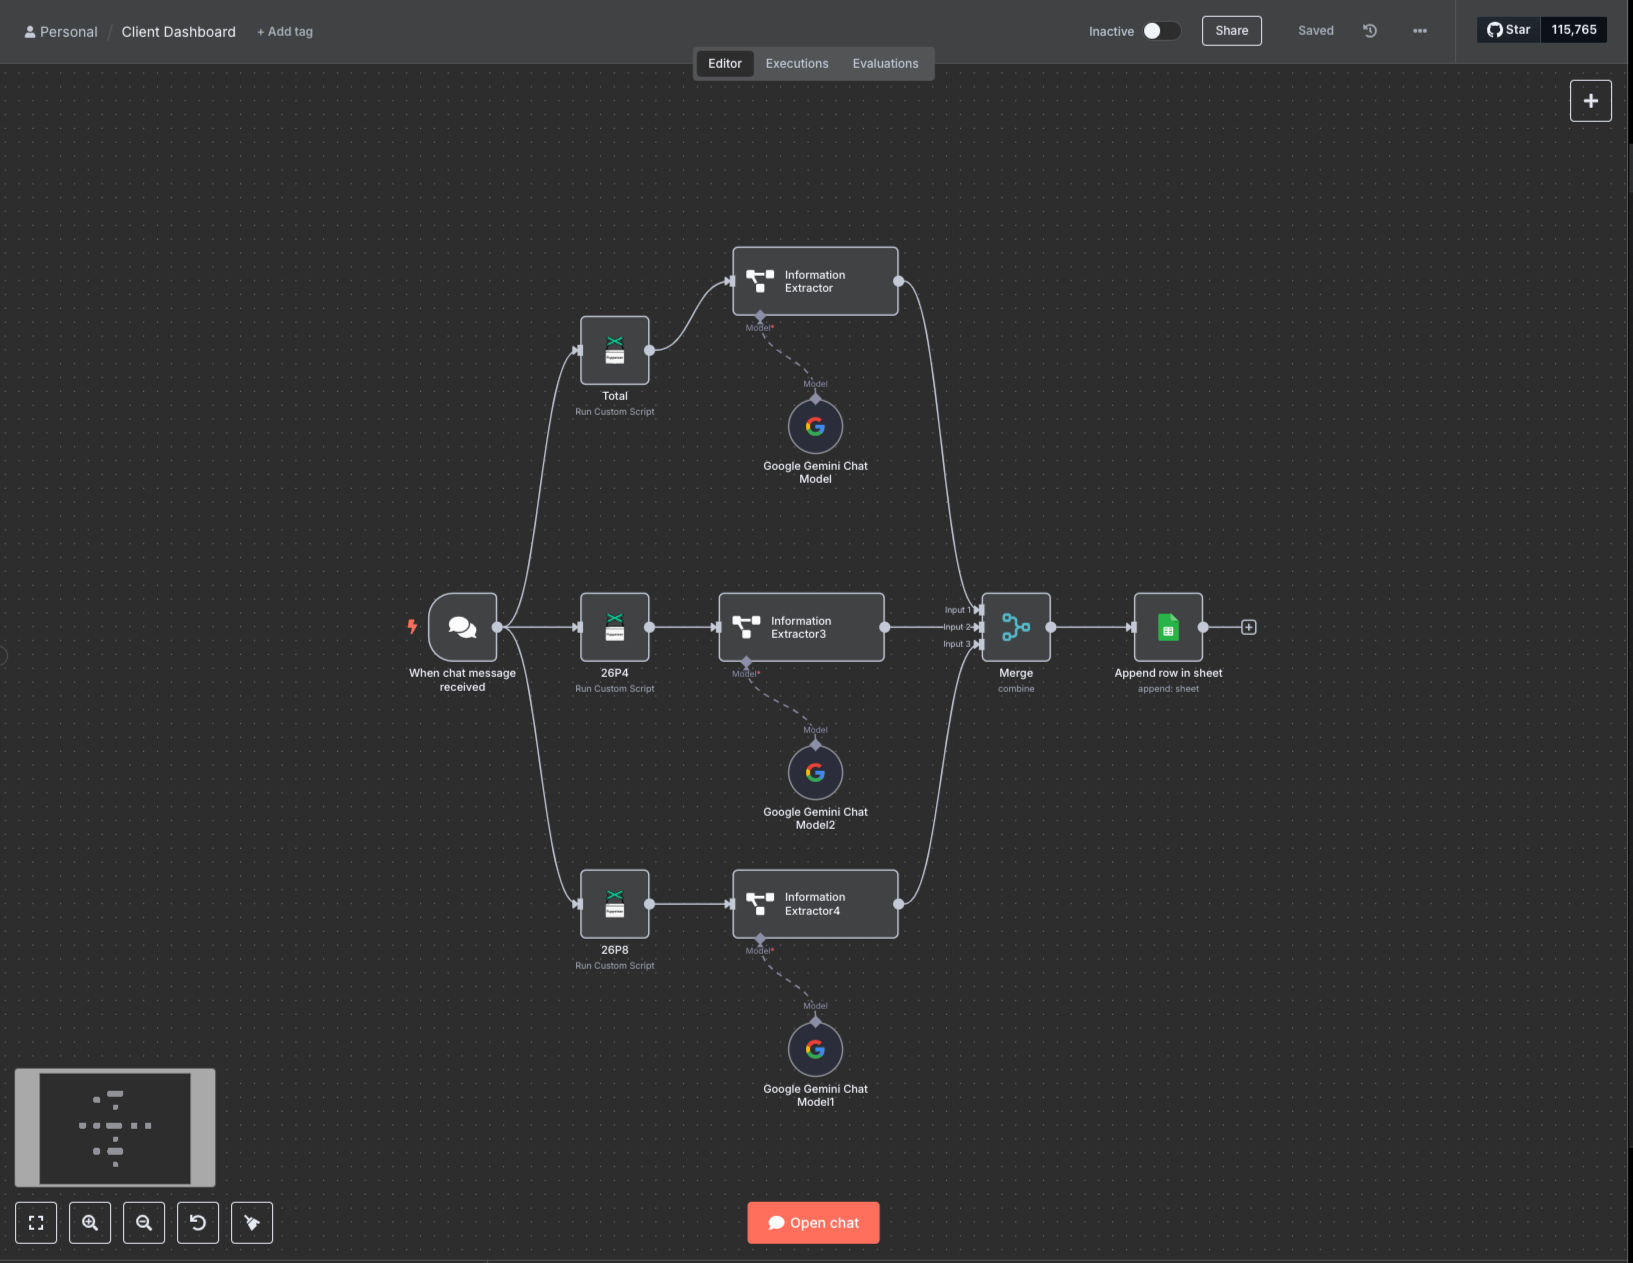 Personal / Client Dashboard + Add tag
Inactive
Share
Saved
Star 115,765
Editor Executions Evaluations
Information
Extractor
Model*
Total
Run Custom Script
Model
Google Gemini Chat
Model
When chat message
received
26P4
Run Custom Script
Information
Extractor3
Model*
Model
Google Gemini Chat
Model2
Input 1
Input 2
Input 3
Merge
combine
Append row in sheet
append: sheet
26P8
Run Custom Script
Information
Extractor4
Model*
Model
Google Gemini Chat
Model1
Open chat